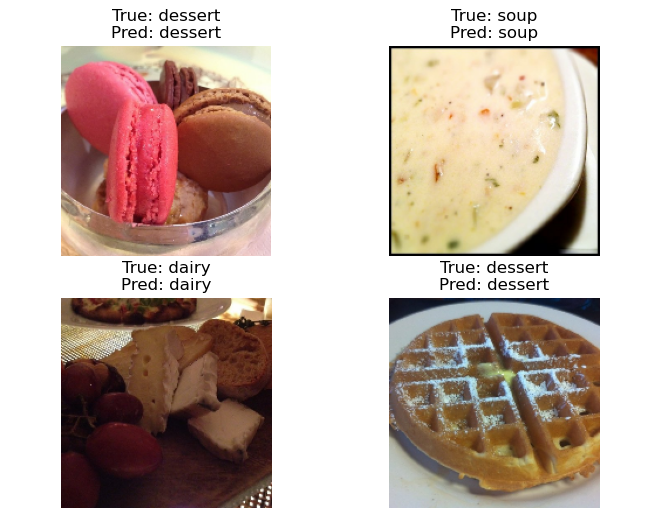 True: dessert
Pred: dessert
True: soup
Pred: soup
True: dairy
Pred: dairy
True: dessert
Pred: dessert